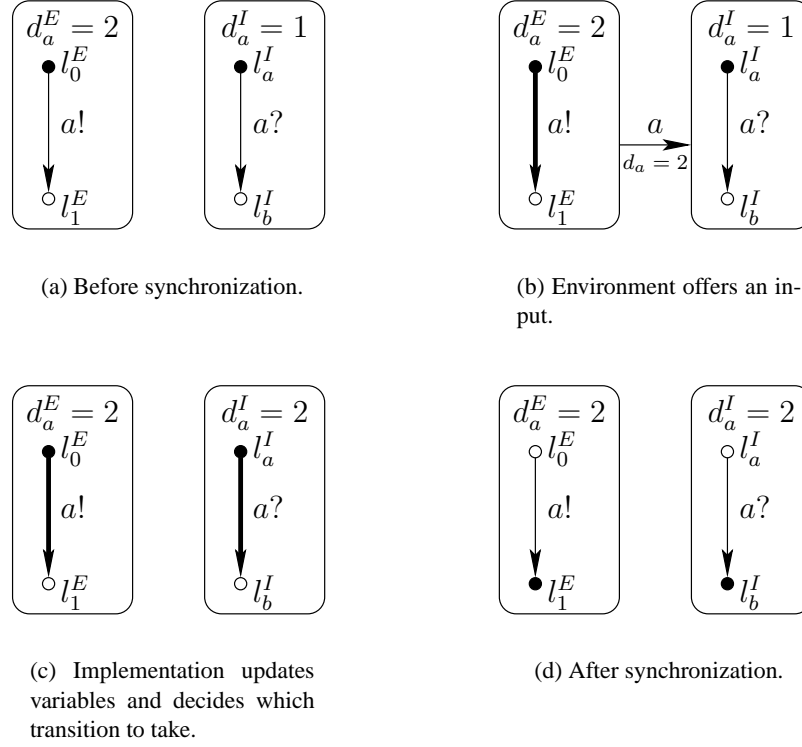 d_a^E = 2
l_0^E
a!
l_1^E
d_a^I = 1
l_a^I
a?
l_b^I
(a) Before synchronization.
d_a^E = 2
l_0^E
a!
l_1^E
a
d_a = 2
d_a^I = 1
l_a^I
a?
l_b^I
(b) Environment offers an in-
put.
d_a^E = 2
l_0^E
a!
l_1^E
d_a^I = 2
l_a^I
a?
l_b^I
(c) Implementation updates
variables and decides which
transition to take.
d_a^E = 2
l_0^E
a!
l_1^E
d_a^I = 2
l_a^I
a?
l_b^I
(d) After synchronization.